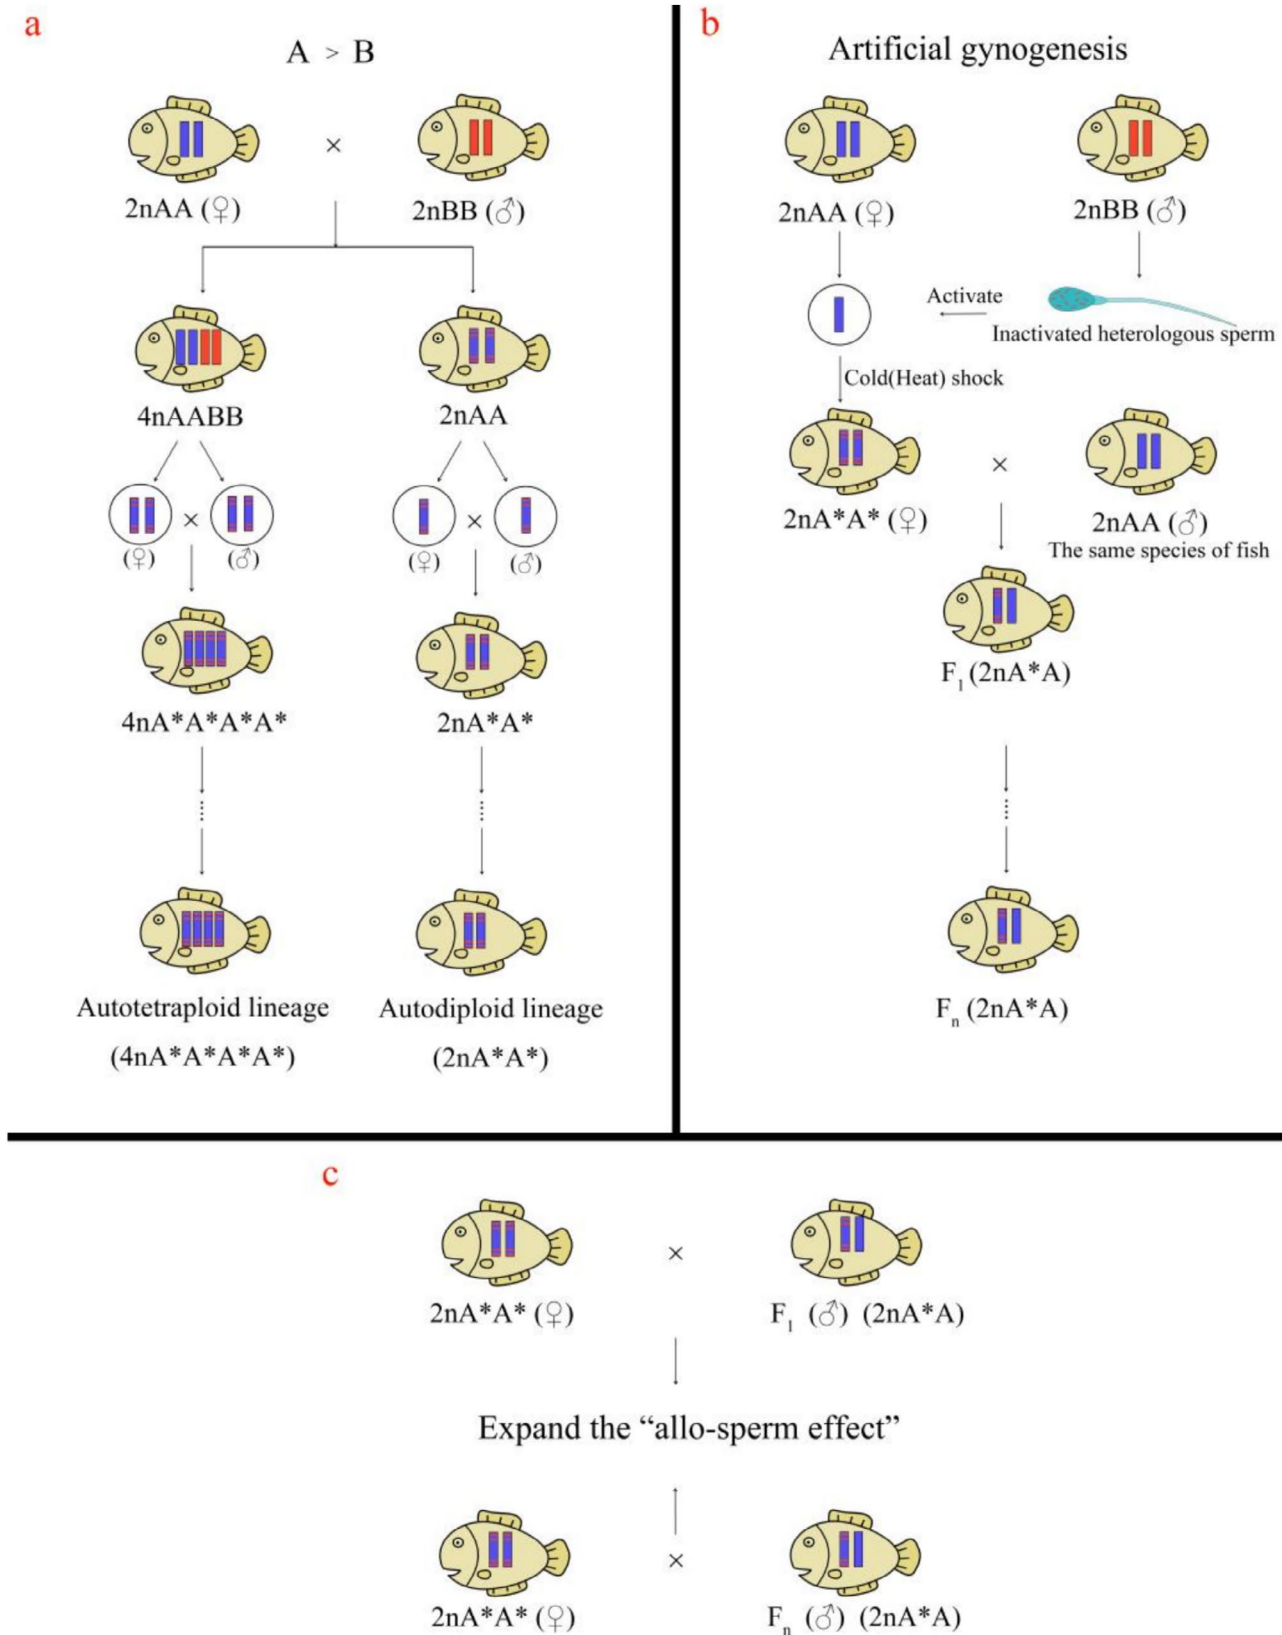 a
A > B
×
2nAA (♀)
2nBB (♂)
4nAABB
2nAA
×
(♀)
(♂)
×
(♀)
(♂)
4nA*A*A*A*
2nA*A*
Autotetraploid lineage
(4nA*A*A*A*)
Autodiploid lineage
(2nA*A*)
b
Artificial gynogenesis
2nAA (♀)
2nBB (♂)
Activate
Inactivated heterologous sperm
Cold(Heat) shock
×
2nA*A* (♀)
2nAA (♂)
The same species of fish
F₁ (2nA*A)
Fₙ (2nA*A)
c
×
2nA*A* (♀)
F₁ (♂) (2nA*A)
Expand the “allo-sperm effect”
×
2nA*A* (♀)
Fₙ (♂) (2nA*A)